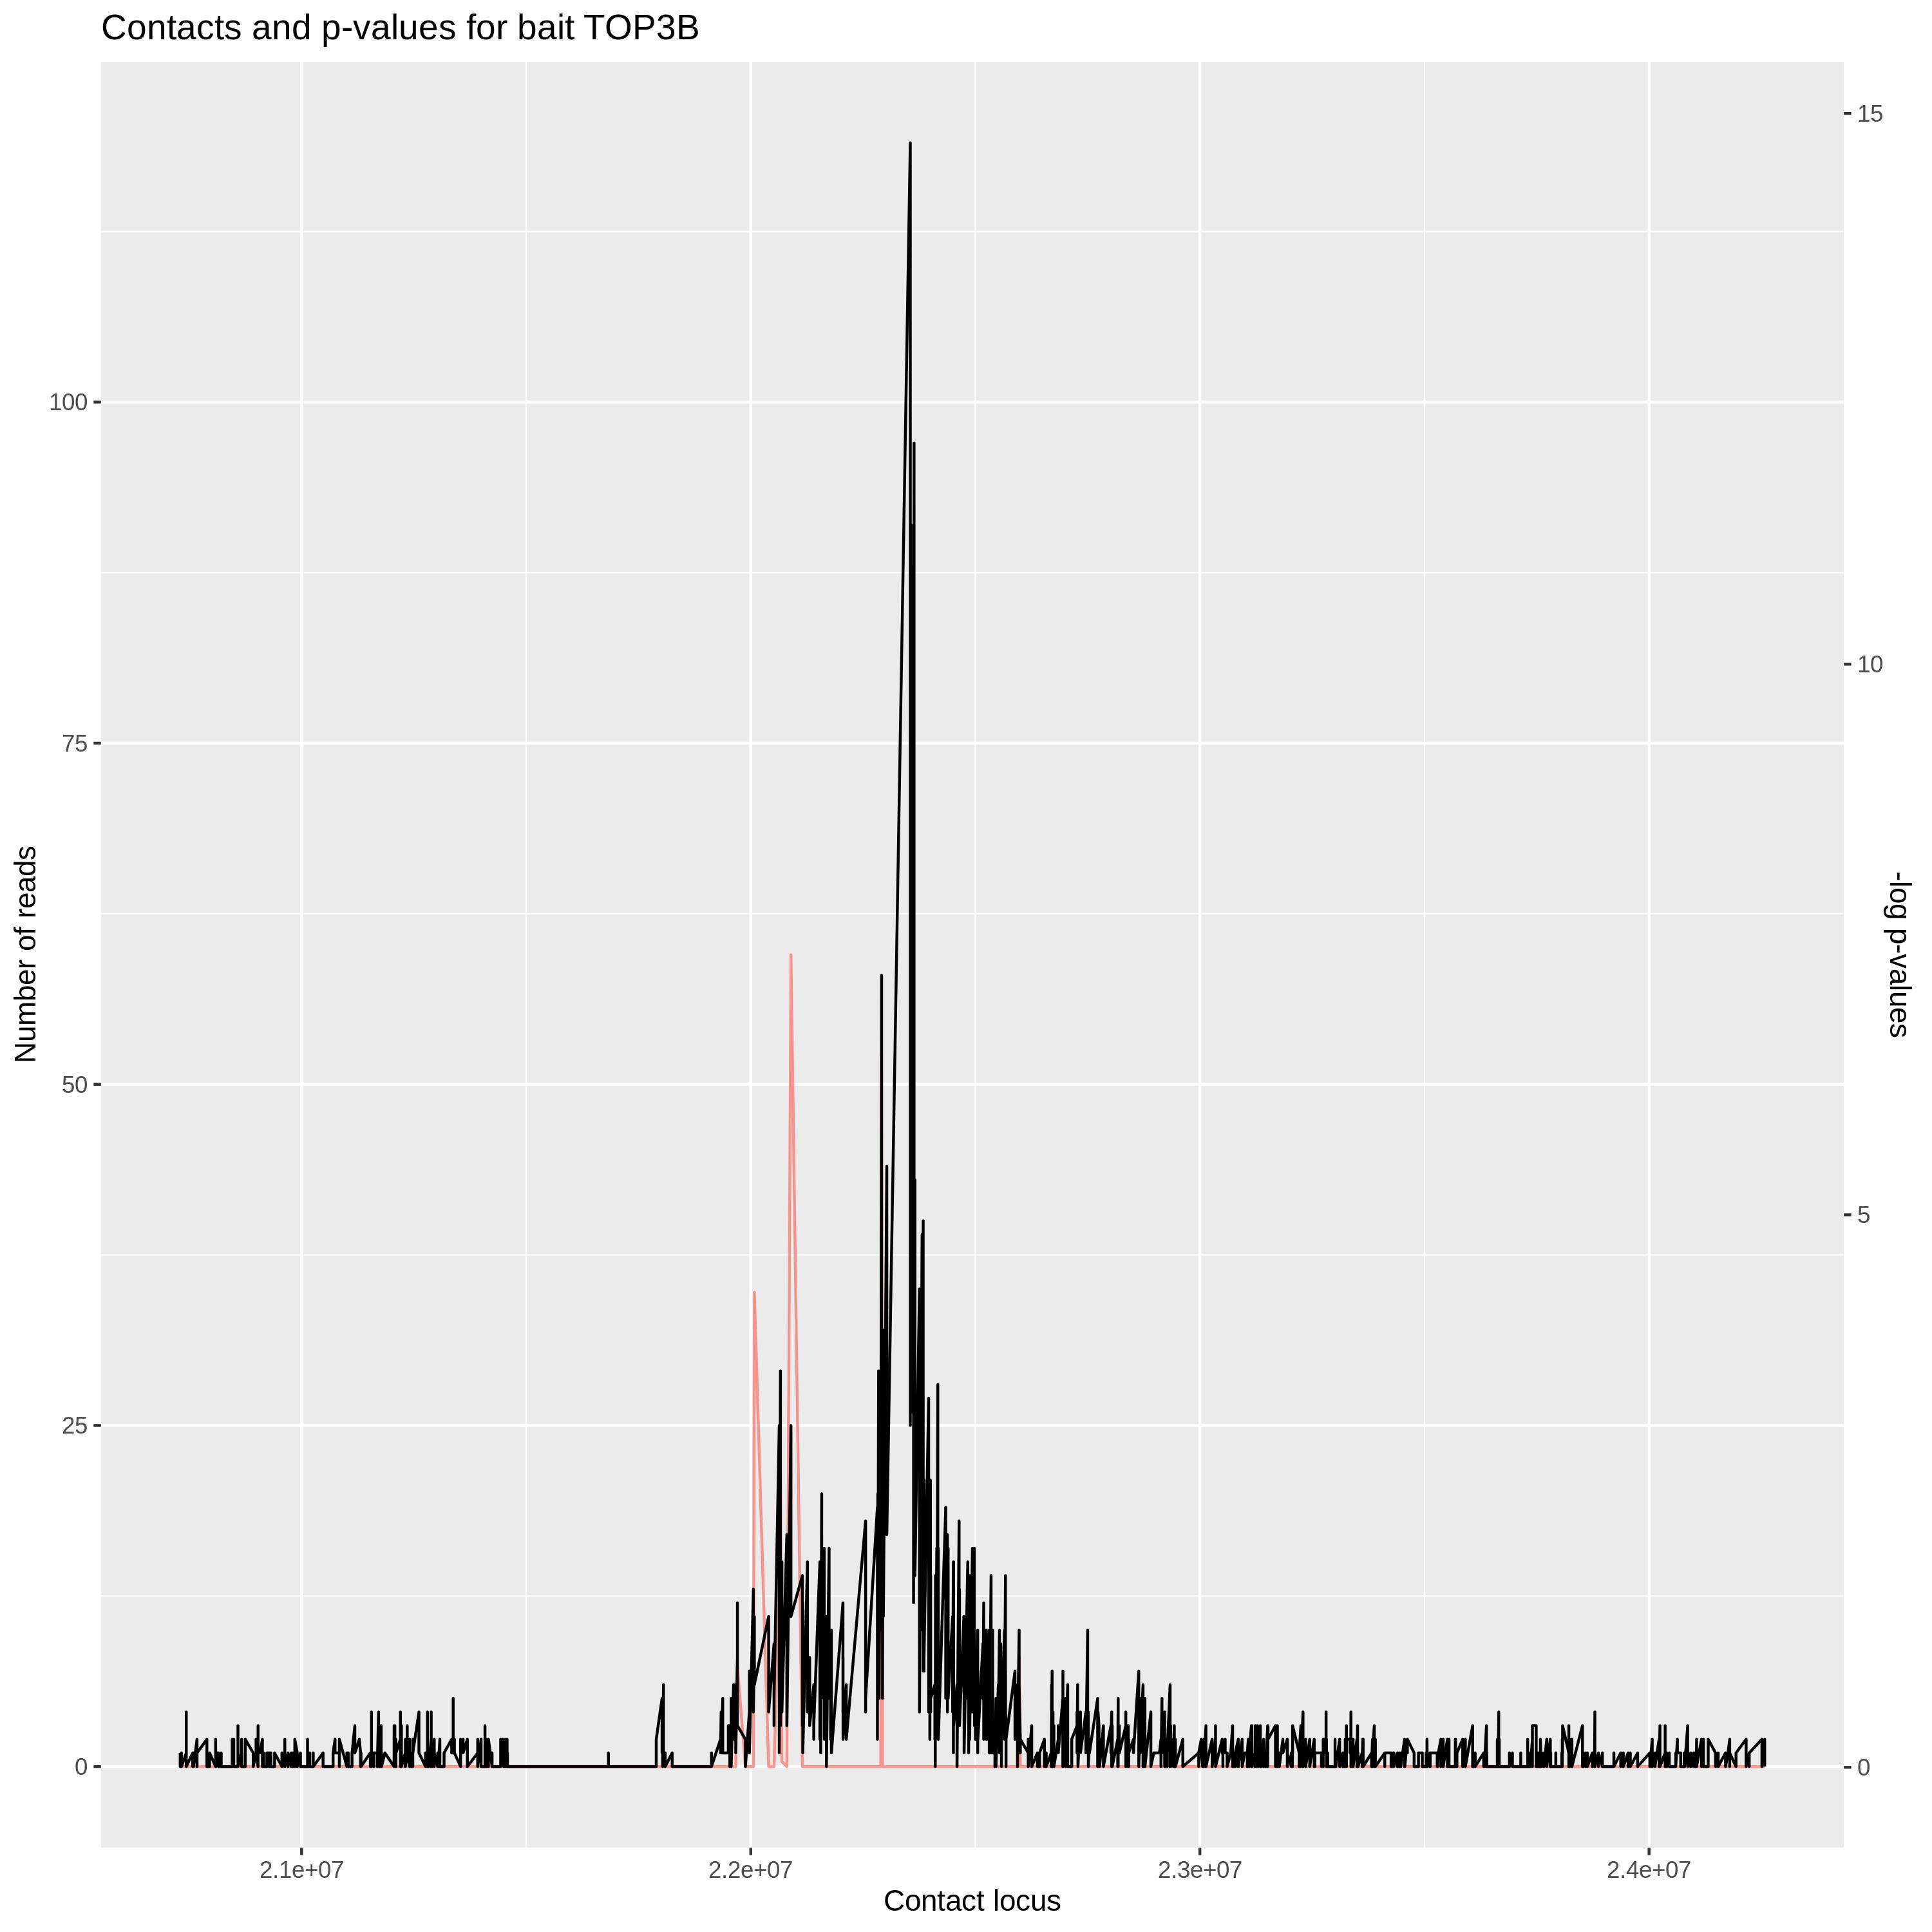 Contacts and p-values for bait TOP3B
15
100
10
75
Number of reads
-log p-values
50
5
25
0
0
2.1e+07
2.2e+07
2.3e+07
2.4e+07
Contact locus